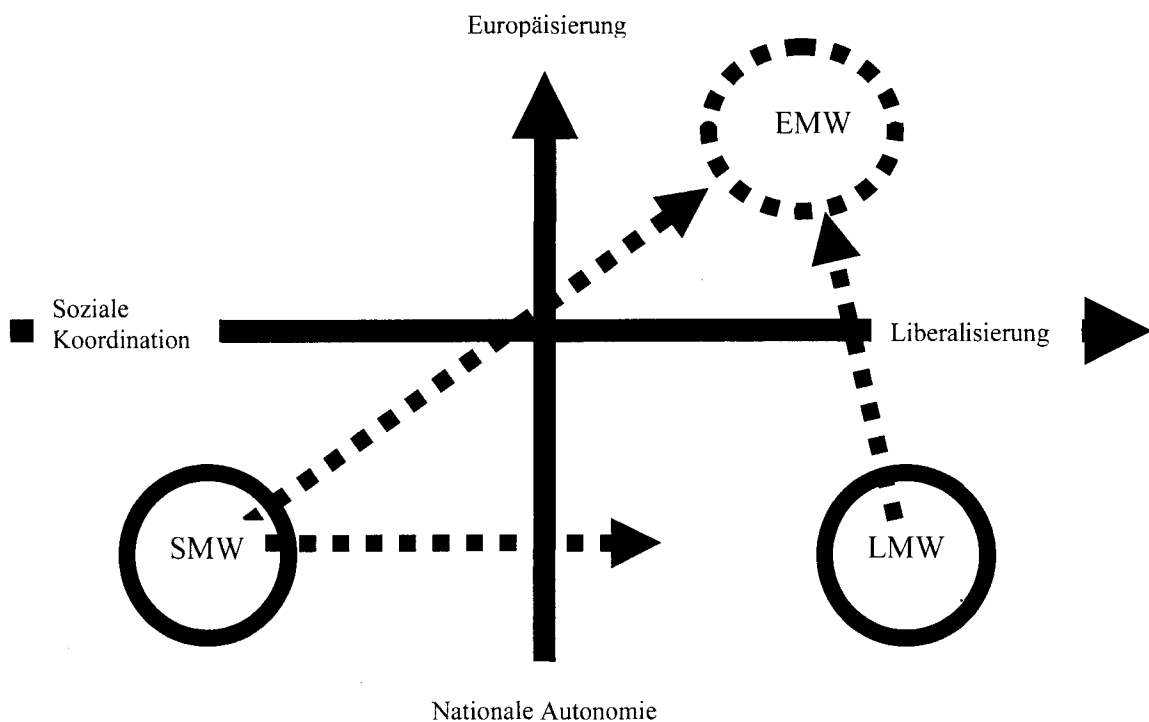 Europäisierung
EMW
Soziale
Koordination
Liberalisierung
SMW
LMW
Nationale Autonomie